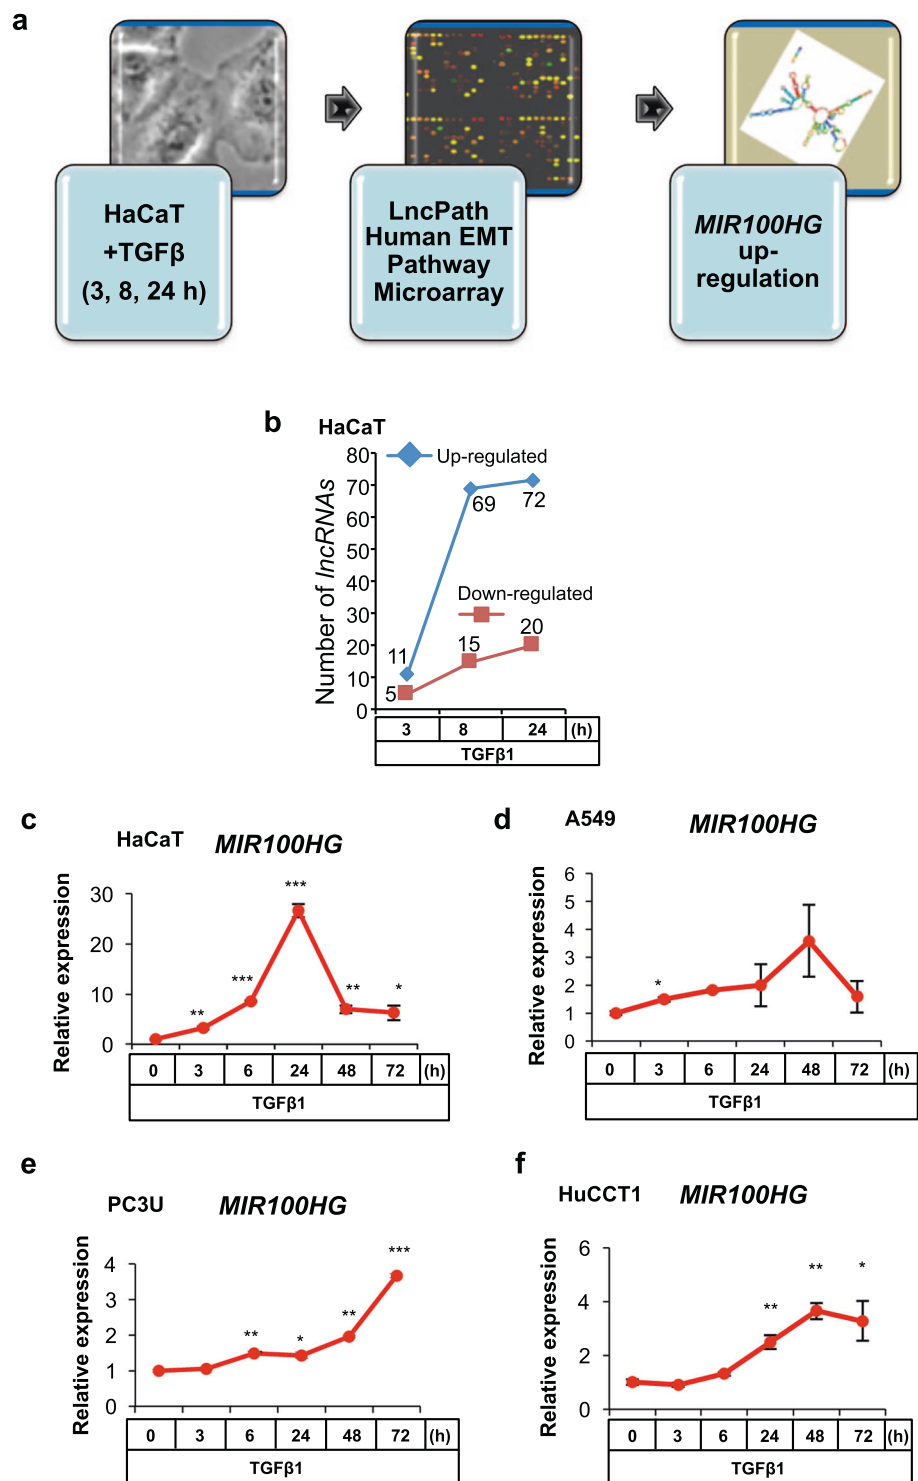 a
HaCaT
+TGFβ
(3, 8, 24 h)
LncPath
Human EMT
Pathway
Microarray
MIR100HG
up-
regulation
b
HaCaT
Number of lncRNAs
80
70
60
50
40
30
20
10
0
Up-regulated
69
72
Down-regulated
11
15
20
5
3 8 24 (h)
TGFβ1
c
HaCaT MIR100HG
Relative expression
30
20
10
0
**
***
***
**
*
0 3 6 24 48 72 (h)
TGFβ1
d
A549 MIR100HG
Relative expression
6
5
4
3
2
1
0
*
0 3 6 24 48 72 (h)
TGFβ1
e
PC3U MIR100HG
Relative expression
4
3
2
1
0
**
*
**
***
0 3 6 24 48 72 (h)
TGFβ1
f
HuCCT1 MIR100HG
Relative expression
6
4
2
0
**
**
*
0 3 6 24 48 72 (h)
TGFβ1